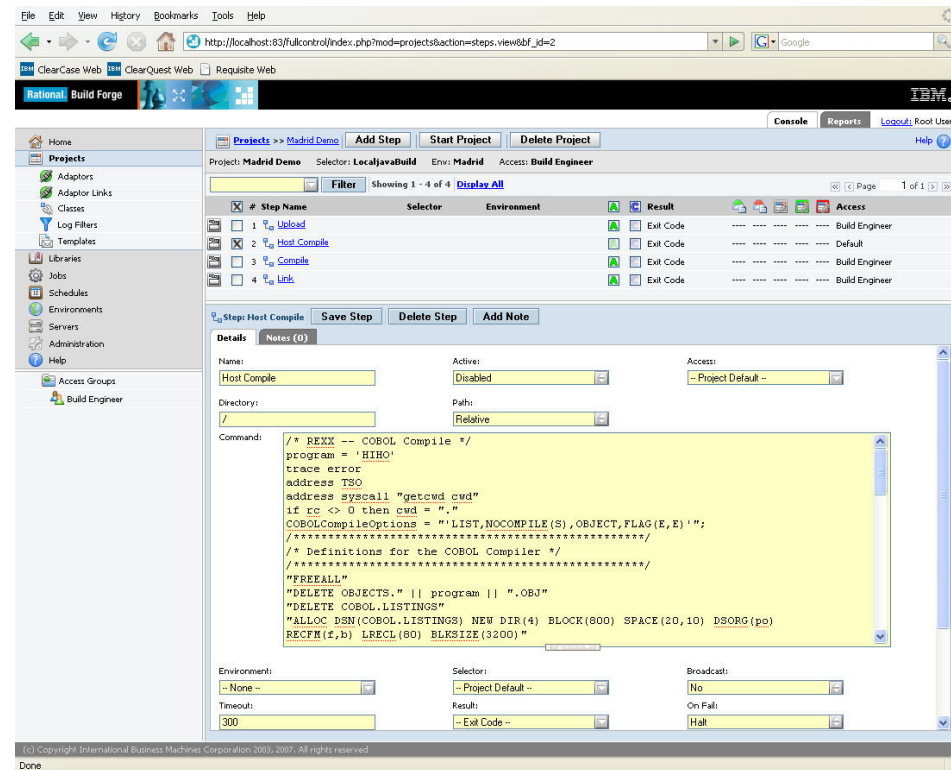 File Edit View History Bookmarks Tools Help
http://localhost:83/fullcontrol/index.php?mod=projects&action=steps.view&bf_id=2 G Google
IBM ClearCase Web IBM ClearQuest Web Requisite Web
Rational. Build Forge IBM.
Console Reports Logout: Root User
Home Projects >> Madrid Demo Add Step Start Project Delete Project Help
Projects Project: Madrid Demo Selector: LocaljavaBuild Env: Madrid Access: Build Engineer
Adaptors
Adaptor Links Filter Showing 1 - 4 of 4 Display All Page 1 of 1
Classes X # Step Name Selector Environment A C Result Access
Log Filters 1 Upload A Exit Code ---- ---- ---- ---- ---- Build Engineer
Templates X 2 Host Compile Exit Code ---- ---- ---- ---- ---- Default
Libraries 3 Compile A Exit Code ---- ---- ---- ---- ---- Build Engineer
Jobs 4 Link A Exit Code ---- ---- ---- ---- ---- Build Engineer
Schedules
Environments Step: Host Compile Save Step Delete Step Add Note
Servers
Administration Details Notes (0)
Help Name: Active: Access:
Access Groups Host Compile Disabled -- Project Default --
Build Engineer Directory: Path:
/ Relative
Command:
/* REXX -- COBOL Compile */
program = 'HIHO'
trace error
address TSO
address syscall "getcwd cwd"
if rc <> 0 then cwd = "."
COBOLCompileOptions = "'LIST,NOCOMPILE(S),OBJECT,FLAG(E,E)'";
/***************************************************/
/* Definitions for the COBOL Compiler */
/***************************************************/
"FREEALL"
"DELETE OBJECTS." || program || ".OBJ"
"DELETE COBOL.LISTINGS"
"ALLOC DSN(COBOL.LISTINGS) NEW DIR(4) BLOCK(800) SPACE(20,10) DSORG(po)
RECFM(f,b) LRECL(80) BLKSIZE(3200)"
Environment: Selector: Broadcast:
-- None -- -- Project Default -- No
Timeout: Result: On Fail:
300 -- Exit Code -- Halt
(c) Copyright International Business Machines Corporation 2003, 2007. All rights reserved
Done